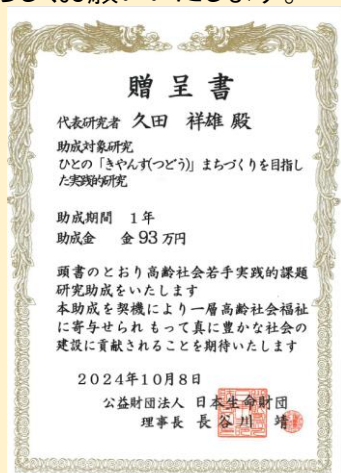 しくお願いいたします。
贈呈書
代表研究者 久田 祥雄 殿
助成対象研究
ひとの「きやんす(つどう)」まちづくりを目指し
た実践的研究
助成期間 1年
助成金 金93万円
頭書のとおり高齢社会若手実践的課題
研究助成をいたします
本助成を契機により一層高齢社会福祉
に寄与せられ もって真に豊かな社会の
建設に貢献されることを期待いたします
2024年10月8日
公益財団法人 日本生命財団
理事長 長谷川 靖